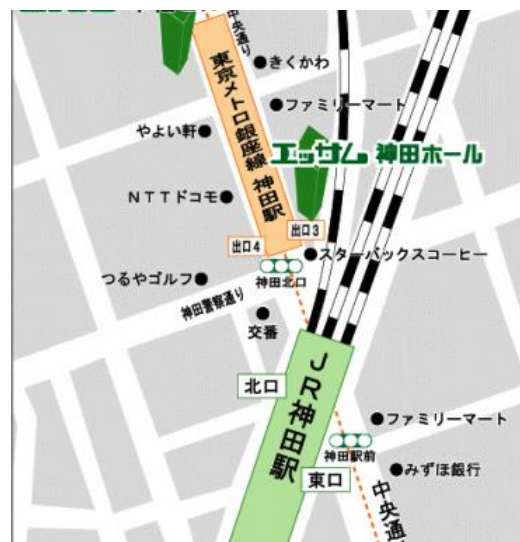 中央通り
きくかわ
東京メトロ銀座線 神田駅
ファミリーマート
やよい軒
エッサム 神田ホール
NTTドコモ
出口3
出口4
スターバックスコーヒー
神田北口
つるやゴルフ
神田警察通り
交番
JR神田駅
北口
ファミリーマート
神田駅前
みずほ銀行
東口
中央通